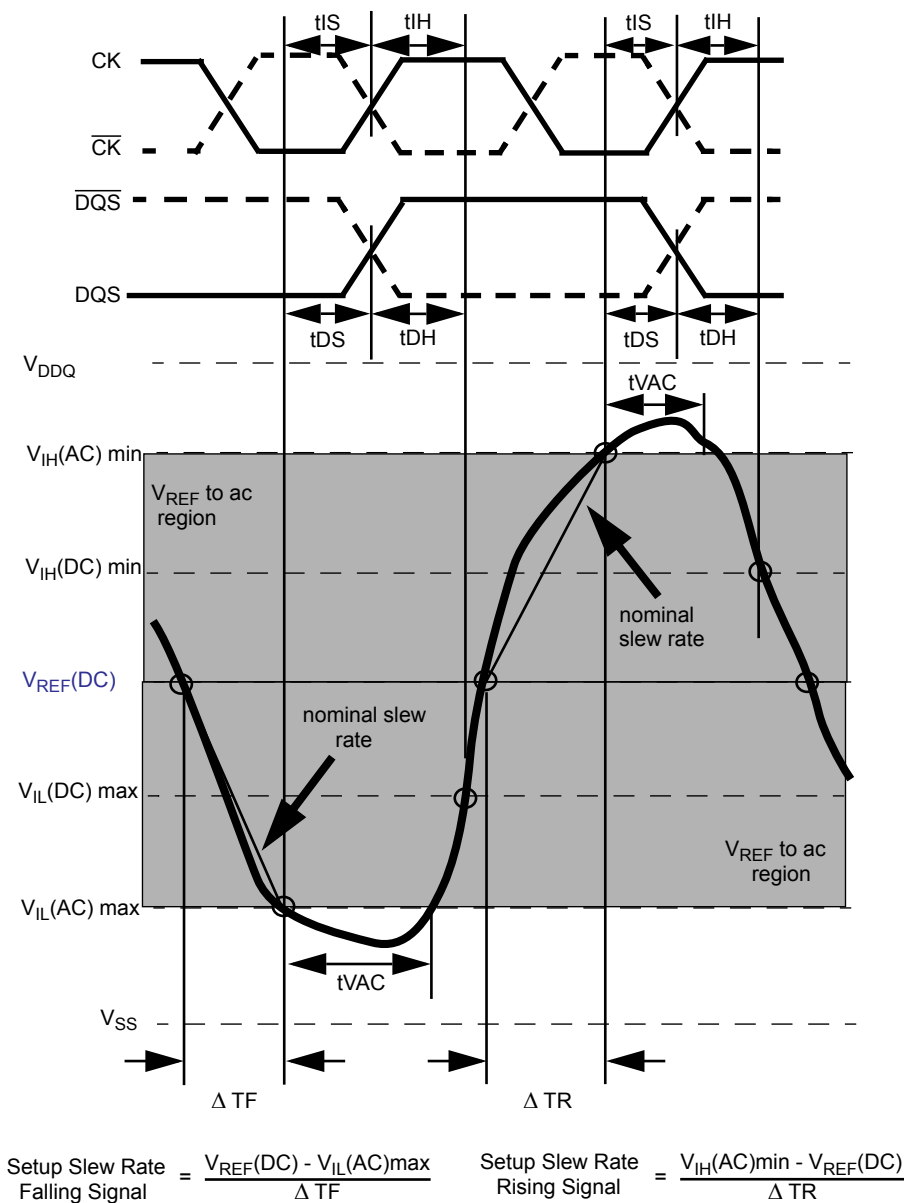 tIS tIH tIS tIH
CK
CK
DQS
DQS
tDS tDH tDS tDH
VDDQ
tVAC
VIH(AC) min
VREF to ac
region
VIH(DC) min
nominal
slew rate
VREF(DC)
nominal slew
rate
VIL(DC) max
VREF to ac
region
VIL(AC) max
tVAC
VSS
Δ TF Δ TR
Setup Slew Rate
Falling Signal
= VREF(DC) - VIL(AC)max
Δ TF
Setup Slew Rate
Rising Signal
= VIH(AC)min - VREF(DC)
Δ TR